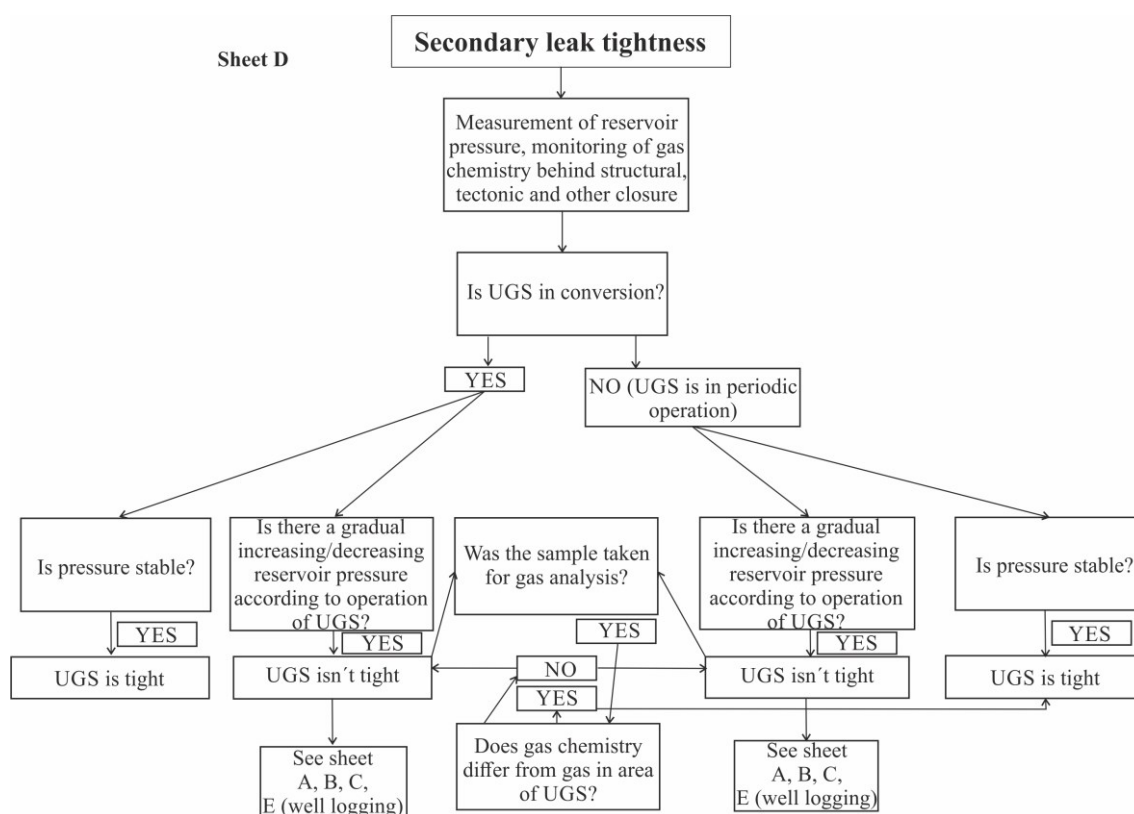 Secondary leak tightness
Sheet D
Measurement of reservoir
pressure, monitoring of gas
chemistry behind structural,
tectonic and other closure
Is UGS in conversion?
YES
NO (UGS is in periodic
operation)
Is pressure stable?
YES
UGS is tight
Is there a gradual
increasing/decreasing
reservoir pressure
according to operation
of UGS?
YES
UGS isn´t tight
See sheet
A, B, C,
E (well logging)
Was the sample taken
for gas analysis?
YES
NO
YES
Does gas chemistry
differ from gas in area
of UGS?
Is there a gradual
increasing/decreasing
reservoir pressure
according to operation
of UGS?
YES
UGS isn´t tight
See sheet
A, B, C,
E (well logging)
Is pressure stable?
YES
UGS is tight